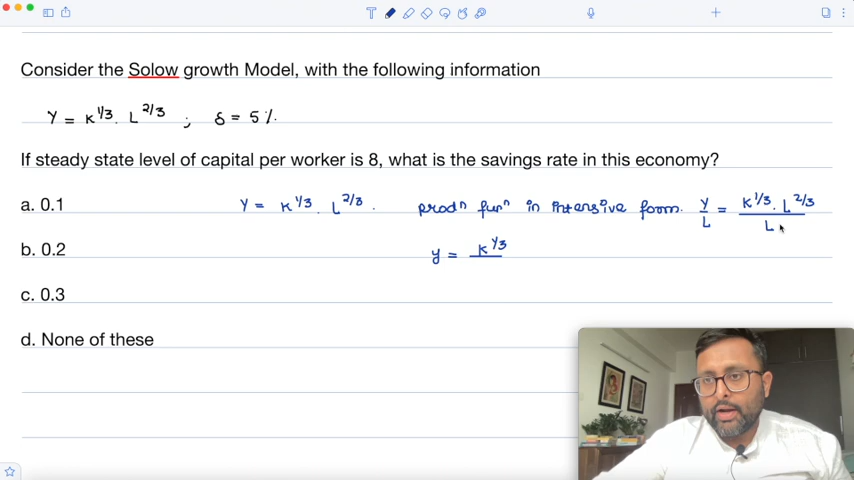 Consider the Solow growth Model, with the following information
Y = K^1/3 . L^2/3 ; δ = 5 %.
If steady state level of capital per worker is 8, what is the savings rate in this economy?
a. 0.1
Y = K^1/3 . L^2/3 . prodⁿ funⁿ in intensive form. Y/L = K^1/3 . L^2/3 / L
b. 0.2
y = K^1/3
c. 0.3
d. None of these